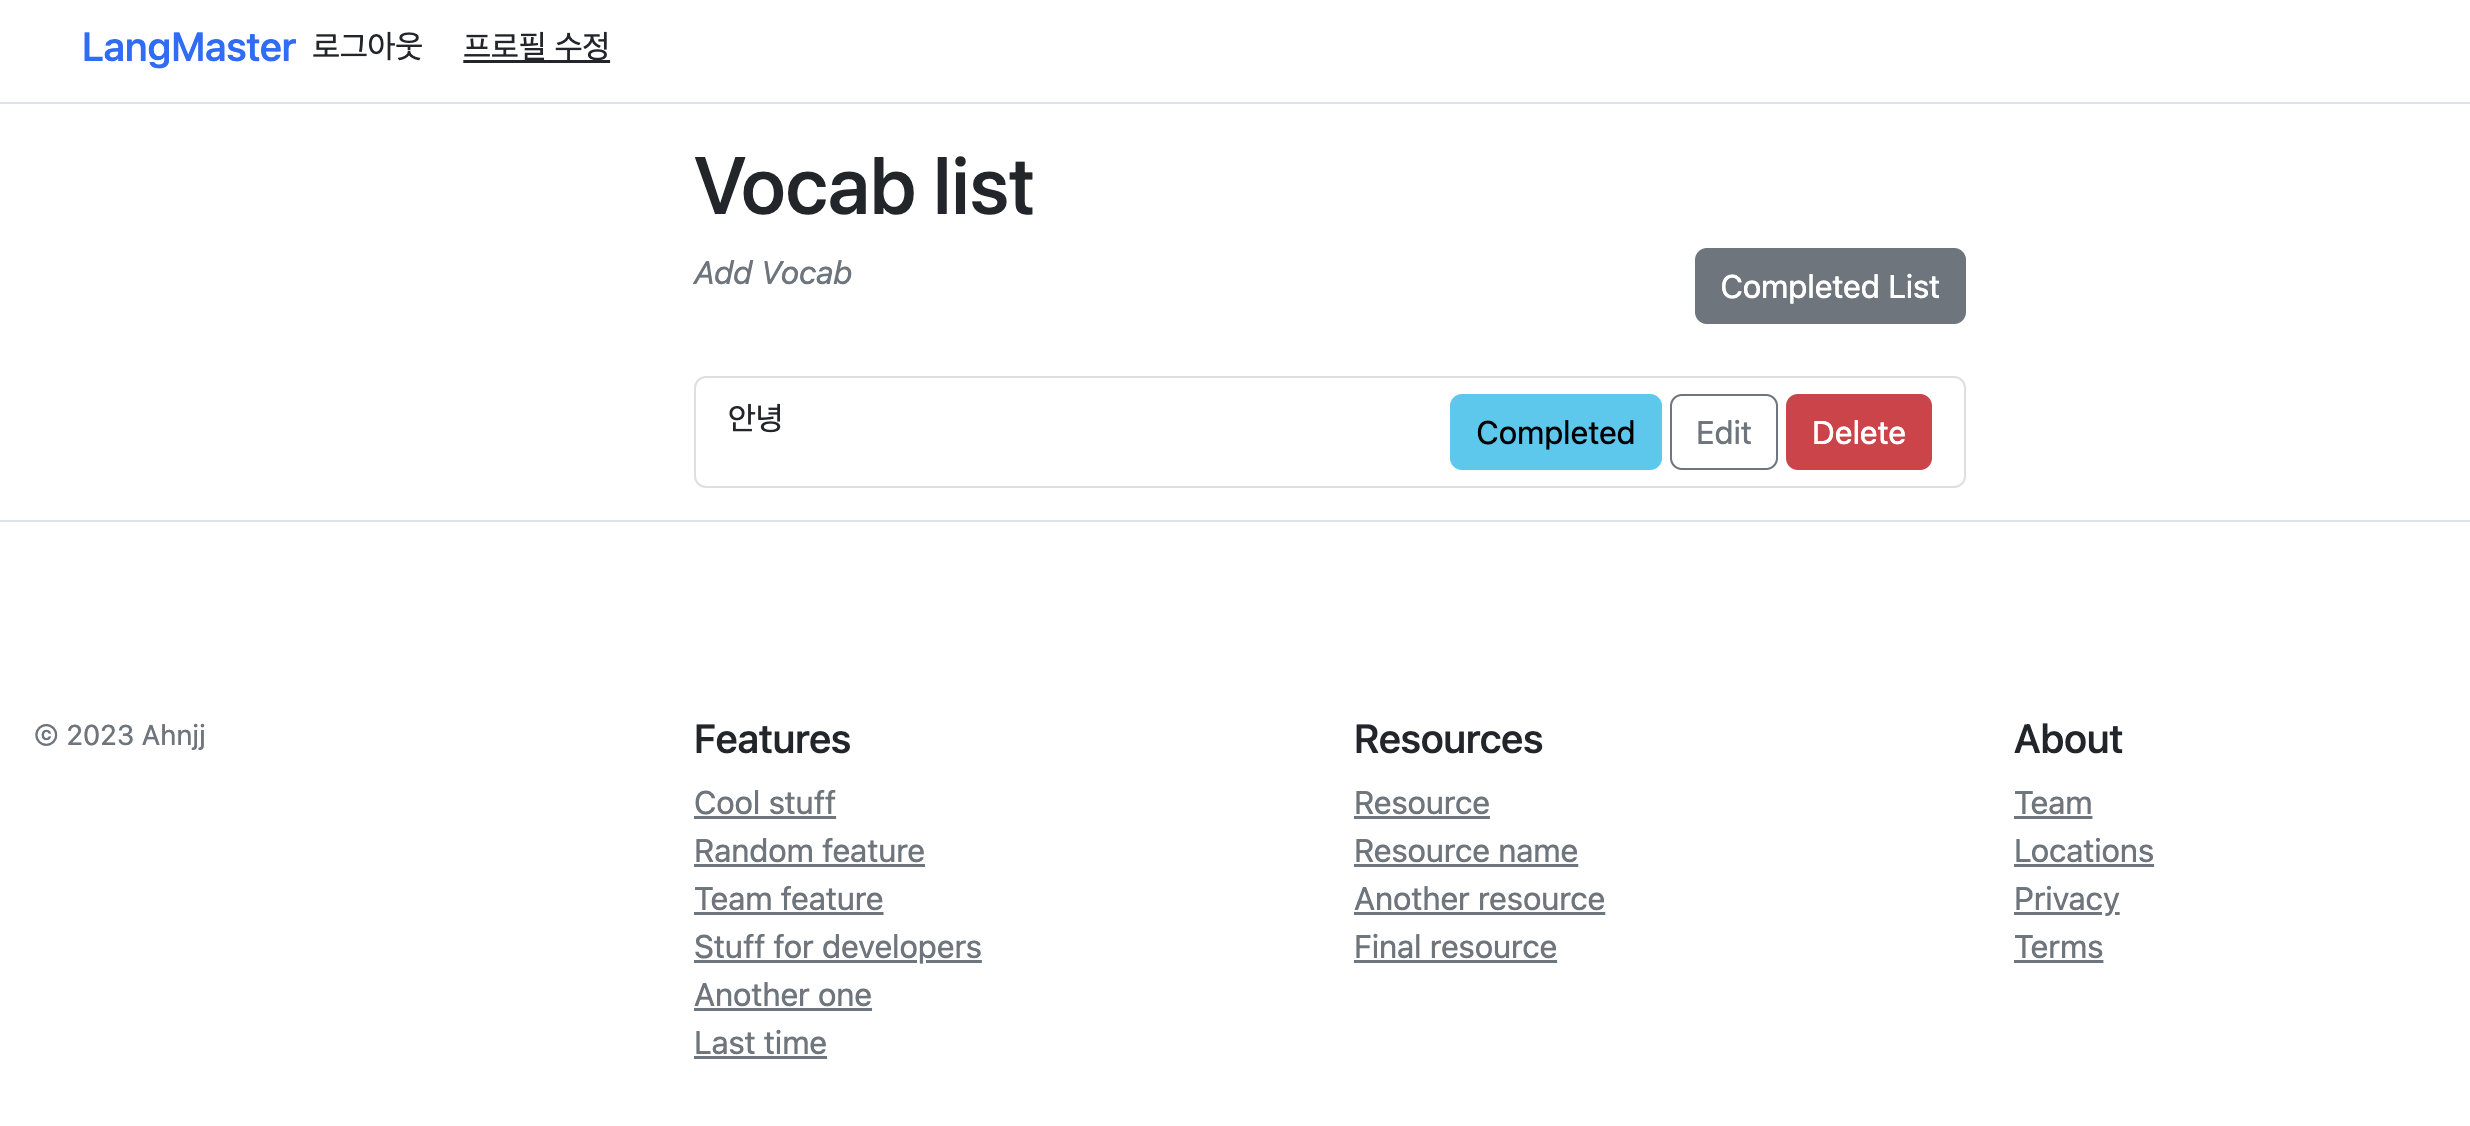 LangMaster 로그아웃 프로필 수정
Vocab list
Add Vocab
Completed List
안녕 Completed Edit Delete
© 2023 Ahnjj
Features
Cool stuff
Random feature
Team feature
Stuff for developers
Another one
Last time
Resources
Resource
Resource name
Another resource
Final resource
About
Team
Locations
Privacy
Terms